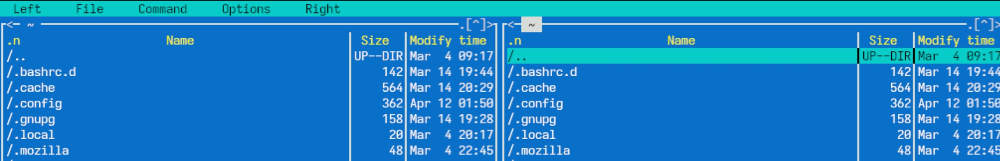 Left File Command Options Right
<- ~ .[^]> <- ~ .[^]>
.n Name Size Modify time .n Name Size Modify time
/.. UP--DIR Mar 4 09:17 /.. UP--DIR Mar 4 09:17
/.bashrc.d 142 Mar 14 19:44 /.bashrc.d 142 Mar 14 19:44
/.cache 564 Mar 14 20:29 /.cache 564 Mar 14 20:29
/.config 362 Apr 12 01:50 /.config 362 Apr 12 01:50
/.gnupg 158 Mar 14 19:28 /.gnupg 158 Mar 14 19:28
/.local 20 Mar 4 20:17 /.local 20 Mar 4 20:17
/.mozilla 48 Mar 4 22:45 /.mozilla 48 Mar 4 22:45